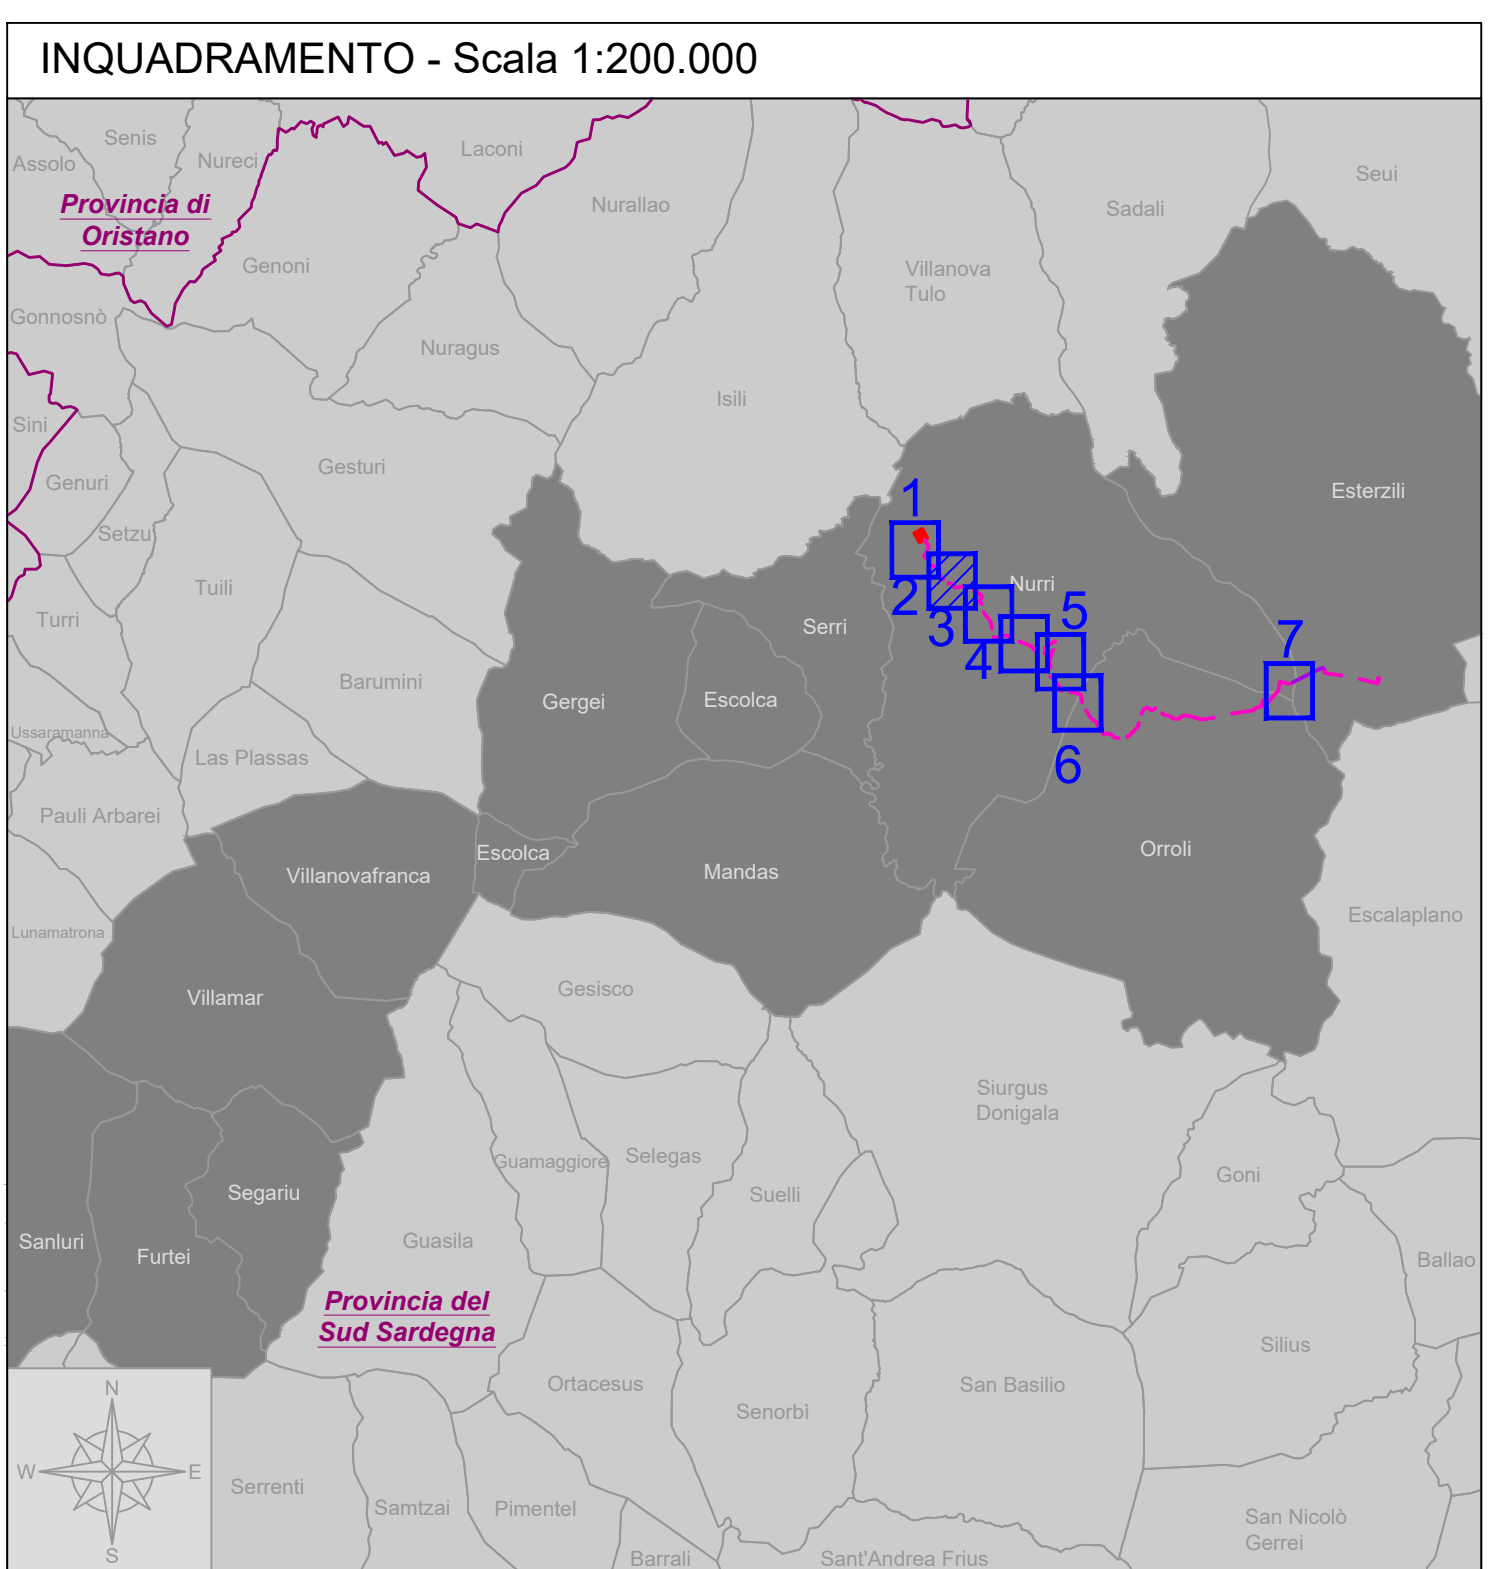 INQUADRAMENTO - Scala 1:200.000
Senis
Assolo
Nureci
Laconi
Seui
Provincia di
Oristano
Nurallao
Sadali
Genoni
Villanova
Tulo
Gonnosnò
Nuragus
Isili
Sini
Gesturi
Genuri
Esterzili
1
Setzu
Tuili
Nurri
2
5
Turri
Serri
3
7
4
Barumini
Gergei
Escolca
Ussaramanna
Las Plassas
6
Pauli Arbarei
Escolca
Orroli
Villanovafranca
Mandas
Escalaplano
Lunamatrona
Villamar
Gesisco
Siurgus
Donigala
Guamaggiore
Selegas
Goni
Segariu
Suelli
Sanluri
Furtei
Guasila
Ballao
Provincia del
Sud Sardegna
Silius
Ortacesus
San Basilio
N
Senorbì
W
E
Serrenti
Samtzai
Pimentel
San Nicolò
Gerrei
S
Barrali
Sant'Andrea Frius